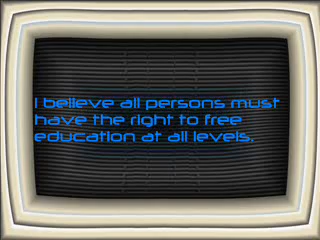 I believe all persons must
have the right to free
education at all levels.